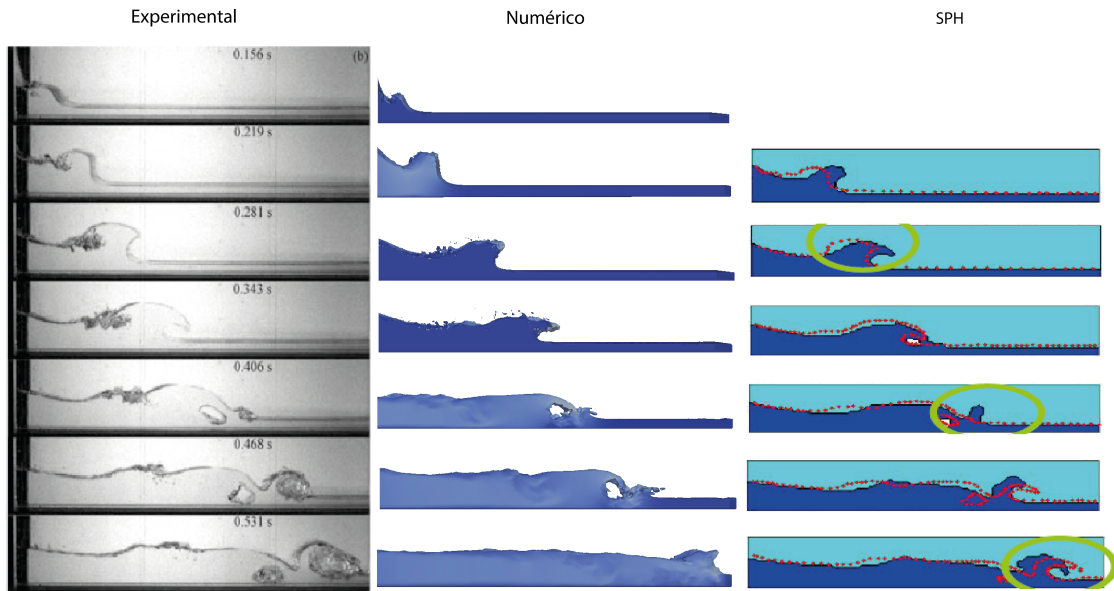 Experimental
Numérico
SPH
0.156 s
(b)
0.219 s
0.281 s
0.343 s
0.406 s
0.468 s
0.531 s